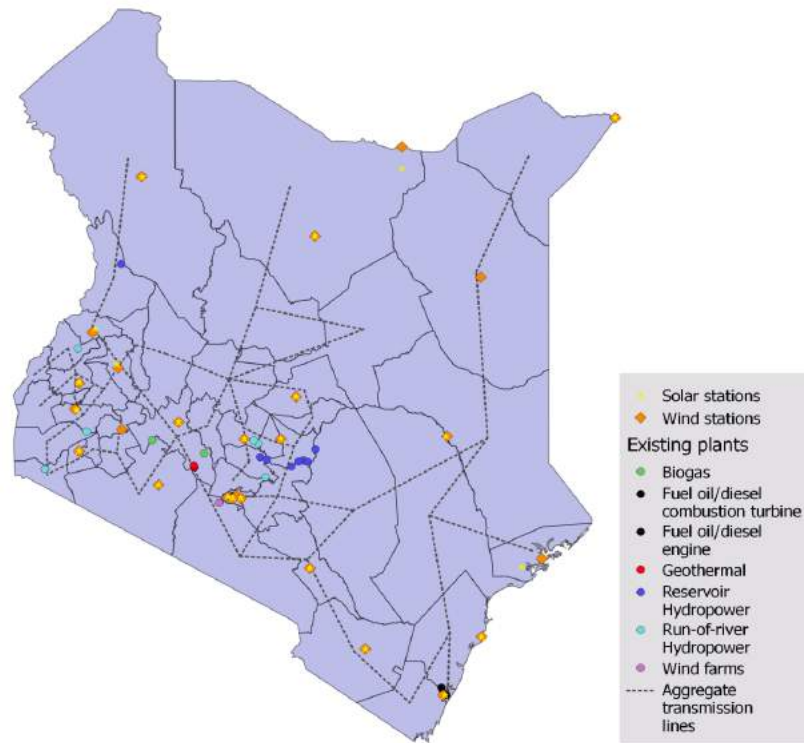 Solar stations
Wind stations
Existing plants
Biogas
Fuel oil/diesel
combustion turbine
Fuel oil/diesel
engine
Geothermal
Reservoir
Hydropower
Run-of-river
Hydropower
Wind farms
Aggregate
transmission
lines